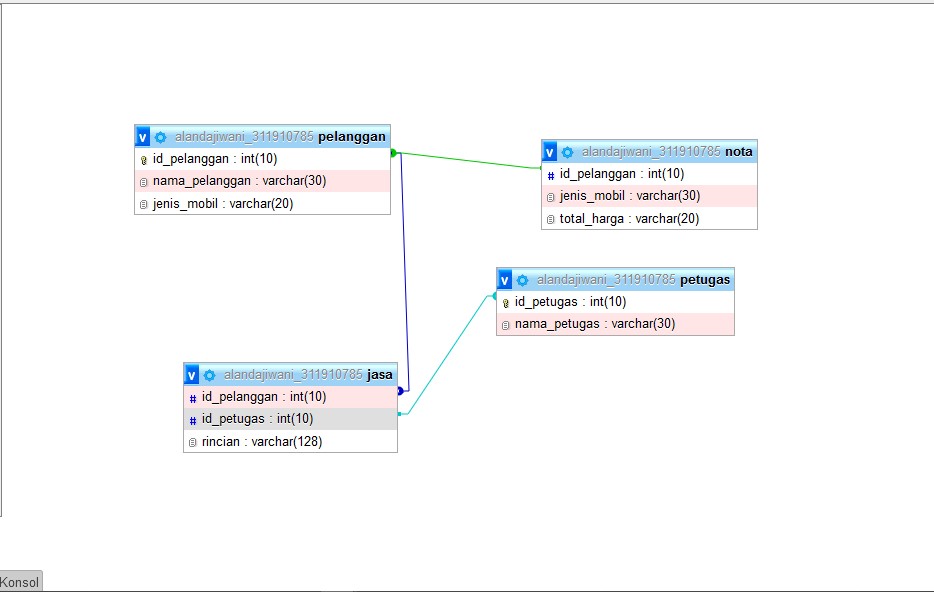 v alandajiwani_311910785 pelanggan
id_pelanggan : int(10)
nama_pelanggan : varchar(30)
jenis_mobil : varchar(20)
v alandajiwani_311910785 nota
# id_pelanggan : int(10)
jenis_mobil : varchar(30)
total_harga : varchar(20)
v alandajiwani_311910785 petugas
id_petugas : int(10)
nama_petugas : varchar(30)
v alandajiwani_311910785 jasa
# id_pelanggan : int(10)
# id_petugas : int(10)
rincian : varchar(128)
Konsol